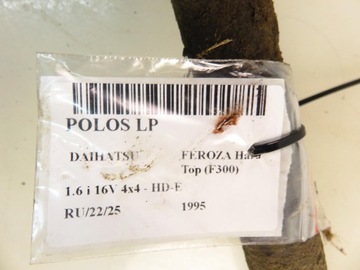 POLOS LP
DAIHATSU FEROZA Hard
Top (F300)
1.6 i 16V 4x4 - HD-E
RU/22/25 1995